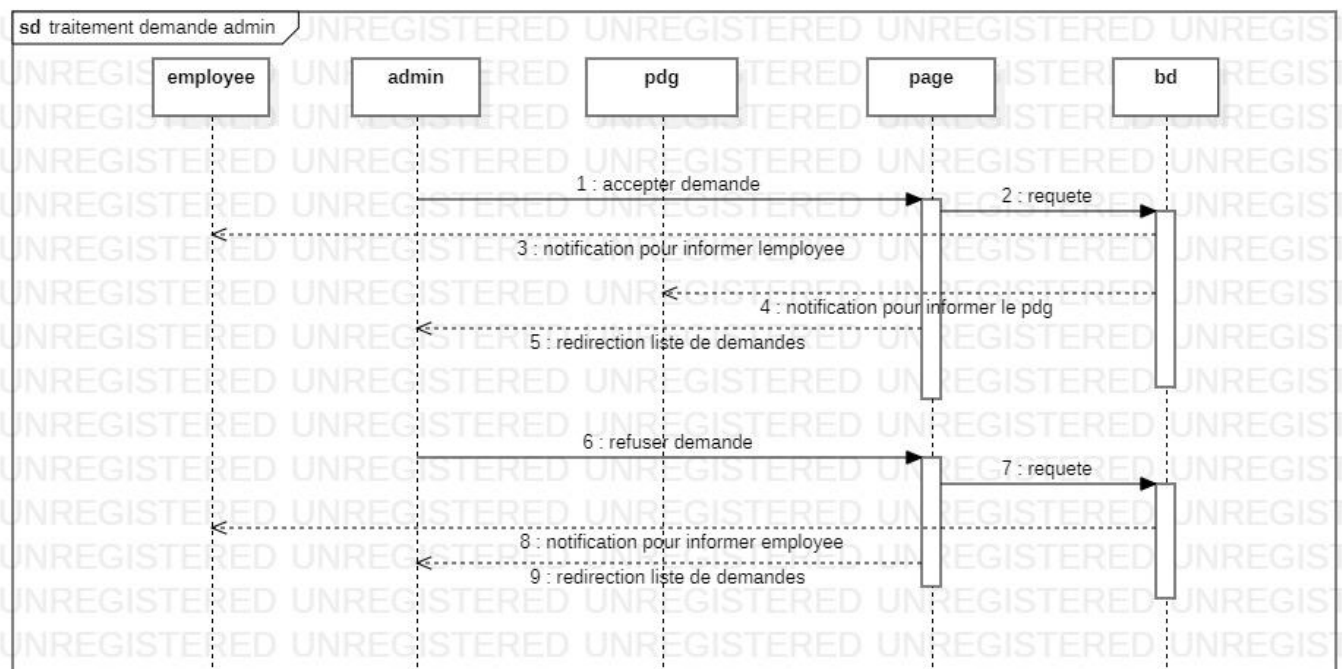 sd traitement demande admin
employee
admin
pdg
page
bd
1 : accepter demande
2 : requete
3 : notification pour informer lemployee
4 : notification pour informer le pdg
5 : redirection liste de demandes
6 : refuser demande
7 : requete
8 : notification pour informer employee
9 : redirection liste de demandes
UNREGISTERED